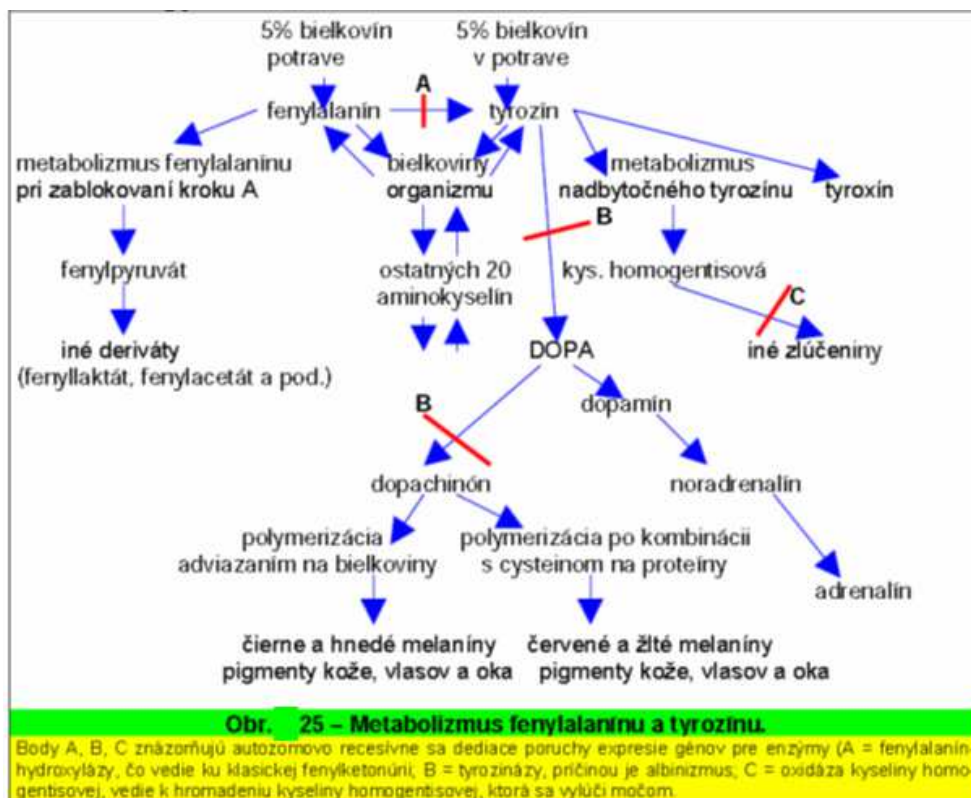 5% bielkovín
potrave
5% bielkovín
v potrave
A
fenylalanín
tyrozín
metabolizmus fenylalanínu
pri zablokovaní kroku A
bielkoviny
organizmu
metabolizmus
nadbytočného tyrozínu
tyroxín
B
fenylpyruvát
ostatných 20
aminokyselín
kys. homogentisová
C
iné deriváty
(fenyllaktát, fenylacetát a pod.)
DOPA
iné zlúčeniny
B
dopamín
dopachinón
noradrenalín
polymerizácia
adviazaním na bielkoviny
polymerizácia po kombinácii
s cysteinom na proteíny
adrenalín
čierne a hnedé melaníny
pigmenty kože, vlasov a oka
červené a žlté melaníny
pigmenty kože, vlasov a oka
Obr. 25 – Metabolizmus fenylalanínu a tyrozínu.
Body A, B, C znázorňujú autozómovo recesívne sa dediace poruchy expresie génov pre enzýmy (A = fenylalanín
hydroxylázy, čo vedie ku klasickej fenylketonúrii; B = tyrozinázy, príčinou je albinizmus; C = oxidáza kyseliny homo-
gentisovej, vedie k hromadeniu kyseliny homogentisovej, ktorá sa vylúči močom.